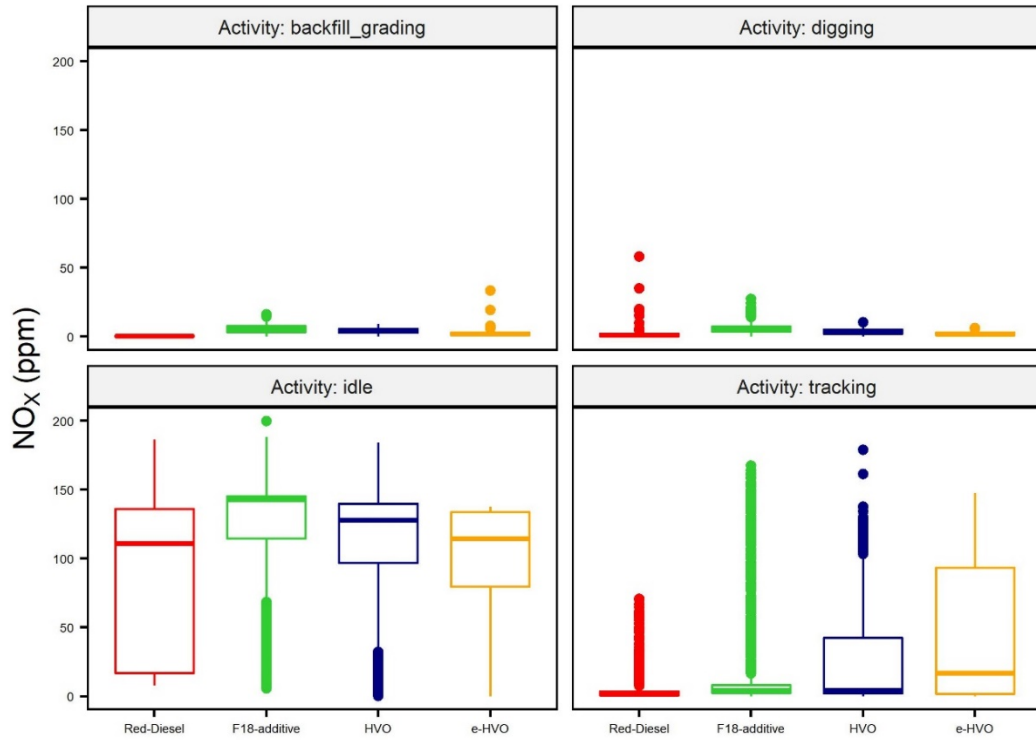 Activity: backfill_grading
Activity: digging
200
150
100
50
0
Activity: idle
Activity: tracking
200
150
100
50
0
NOX (ppm)
Red-Diesel
F18-additive
HVO
e-HVO
Red-Diesel
F18-additive
HVO
e-HVO